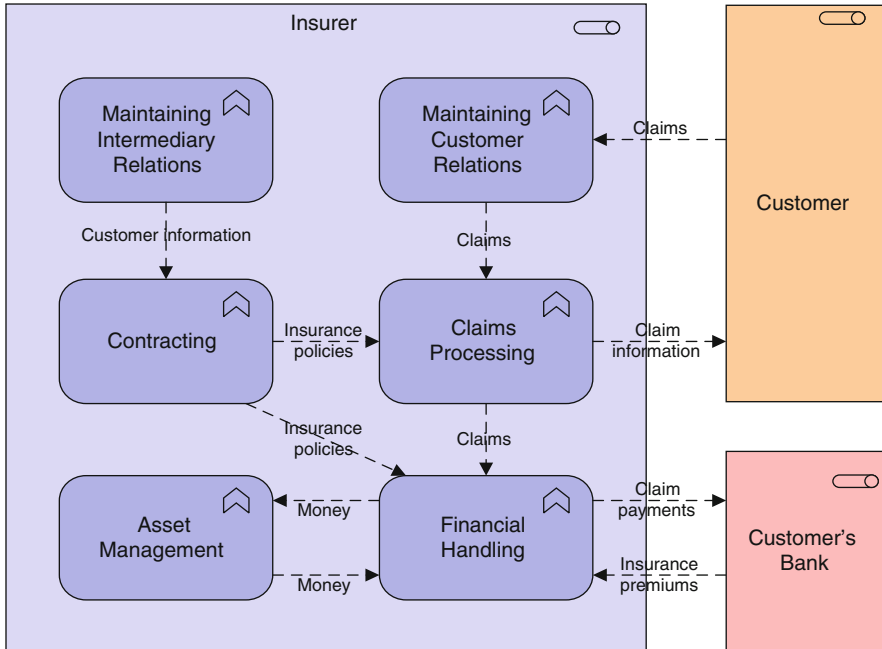 Insurer
Maintaining
Intermediary
Relations
Maintaining
Customer
Relations
Claims
Customer
Customer information
Claims
Contracting
Insurance
policies
Claims
Processing
Claim
information
Insurance
policies
Claims
Asset
Management
Money
Money
Financial
Handling
Claim
payments
Insurance
premiums
Customer's
Bank